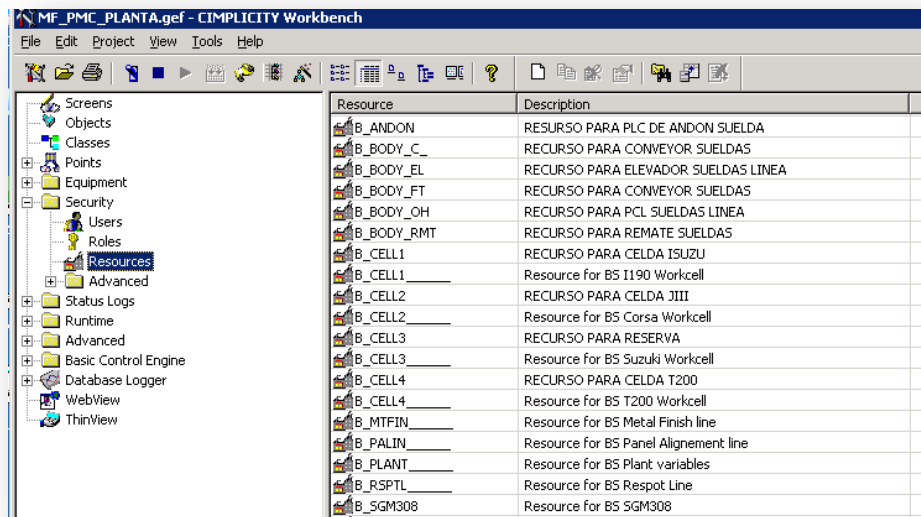 MF_PMC_PLANTA.gef - CIMPLICITY Workbench
File Edit Project View Tools Help
Screens
Objects
Classes
Points
Equipment
Security
Users
Roles
Resources
Advanced
Status Logs
Runtime
Advanced
Basic Control Engine
Database Logger
WebView
ThinView
Resource Description
B_ANDON RESURSO PARA PLC DE ANDON SUELDA
B_BODY_C_ RECURSO PARA CONVEYOR SUELDAS
B_BODY_EL RECURSO PARA ELEVADOR SUELDAS LINEA
B_BODY_FT RECURSO PARA CONVEYOR SUELDAS
B_BODY_OH RECURSO PARA PCL SUELDAS LINEA
B_BODY_RMT RECURSO PARA REMATE SUELDAS
B_CELL1 RECURSO PARA CELDA ISUZU
B_CELL1______ Resource for BS I190 Workcell
B_CELL2 RECURSO PARA CELDA JIII
B_CELL2______ Resource for BS Corsa Workcell
B_CELL3 RECURSO PARA RESERVA
B_CELL3______ Resource for BS Suzuki Workcell
B_CELL4 RECURSO PARA CELDA T200
B_CELL4______ Resource for BS T200 Workcell
B_MTFIN______ Resource for BS Metal Finish line
B_PALIN______ Resource for BS Panel Alignement line
B_PLANT______ Resource for BS Plant variables
B_RSPTL______ Resource for BS Respot Line
B_SGM308 Resource for BS SGM308